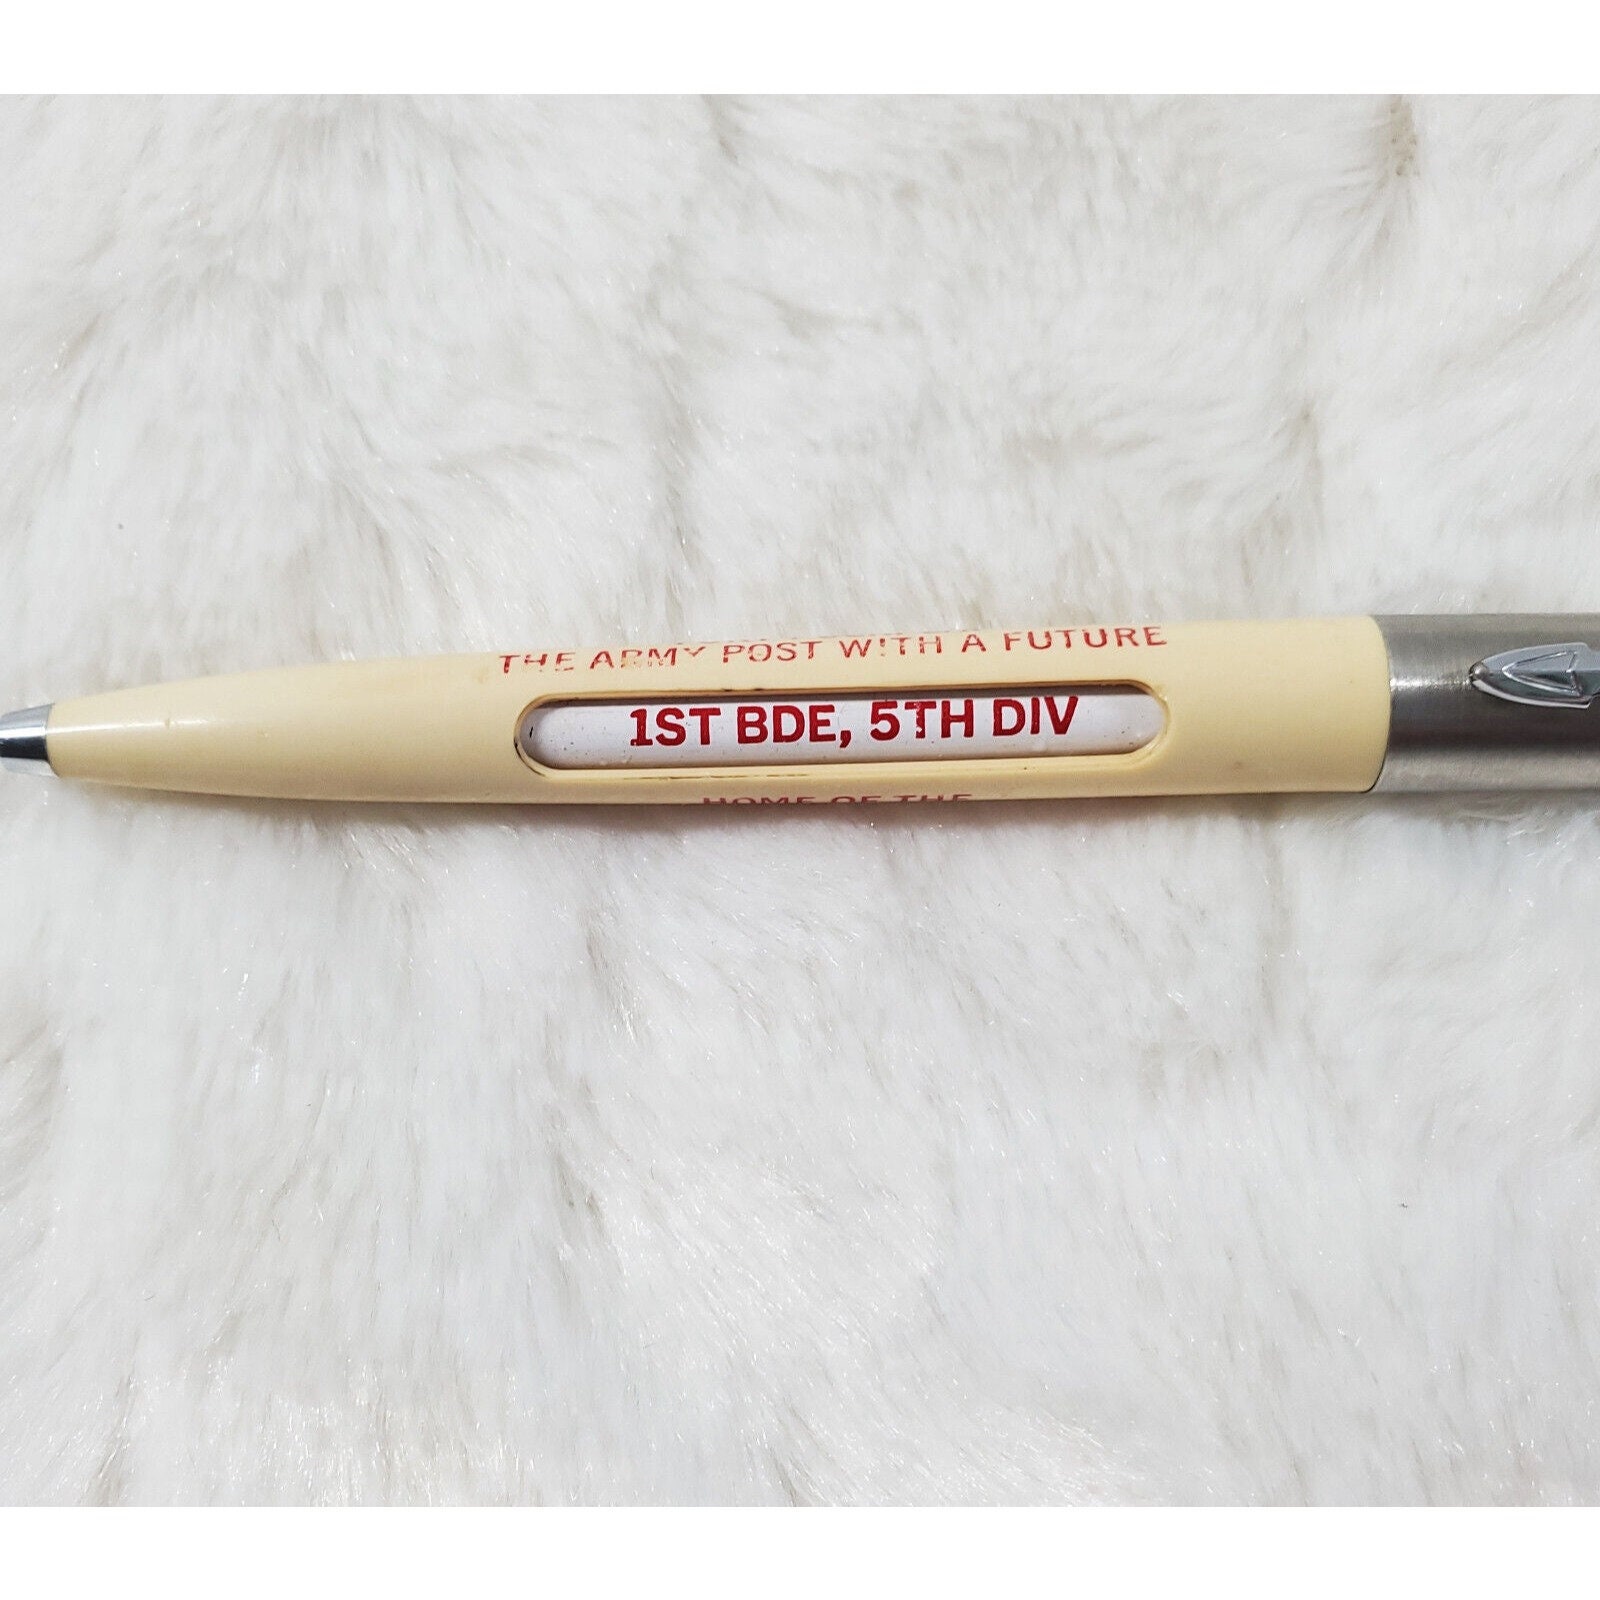 THE ARMY POST WITH A FUTURE
1ST BDE, 5TH DIV
HOME OF THE